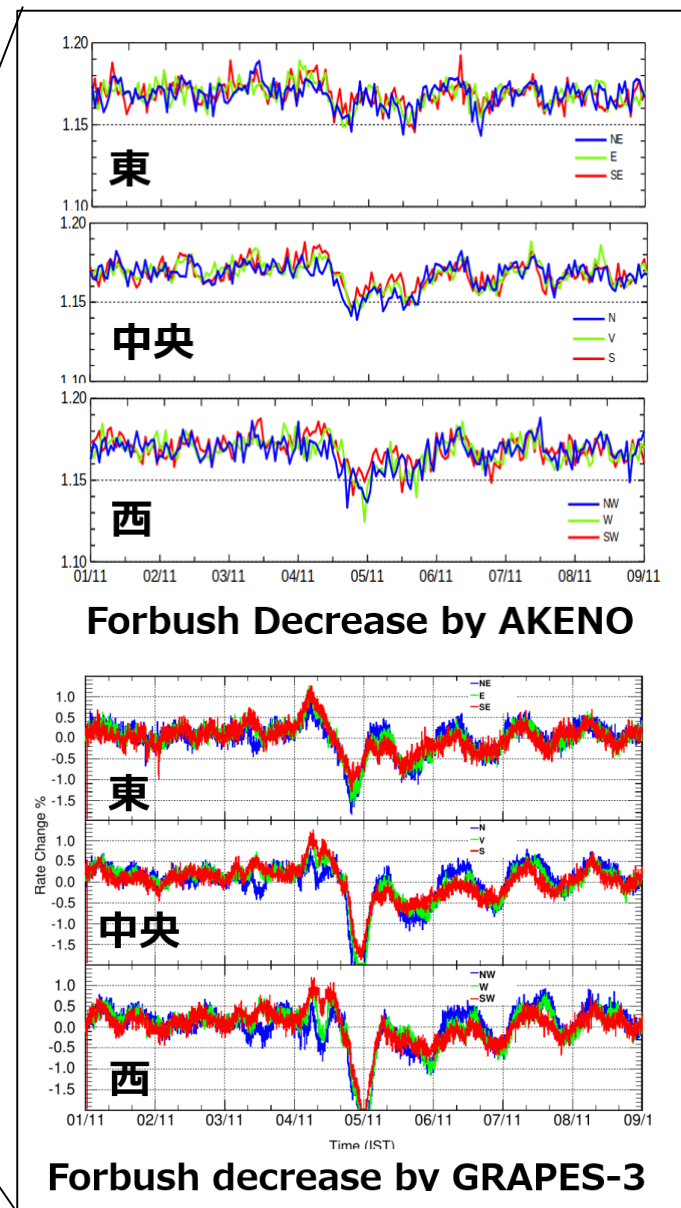 1.20
1.15
1.10
東
NE
E
SE
1.20
1.15
1.10
中央
N
V
S
1.20
1.15
1.10
西
NW
W
SW
01/11 02/11 03/11 04/11 05/11 06/11 07/11 08/11 09/11
Forbush Decrease by AKENO
Rate Change %
1.0
0.5
0.0
-0.5
-1.0
-1.5
東
NE
E
SE
1.0
0.5
0.0
-0.5
-1.0
-1.5
中央
N
V
S
1.0
0.5
0.0
-0.5
-1.0
-1.5
西
NW
W
SW
01/11 02/11 03/11 04/11 05/11 06/11 07/11 08/11 09/1
Time (IST)
Forbush decrease by GRAPES-3